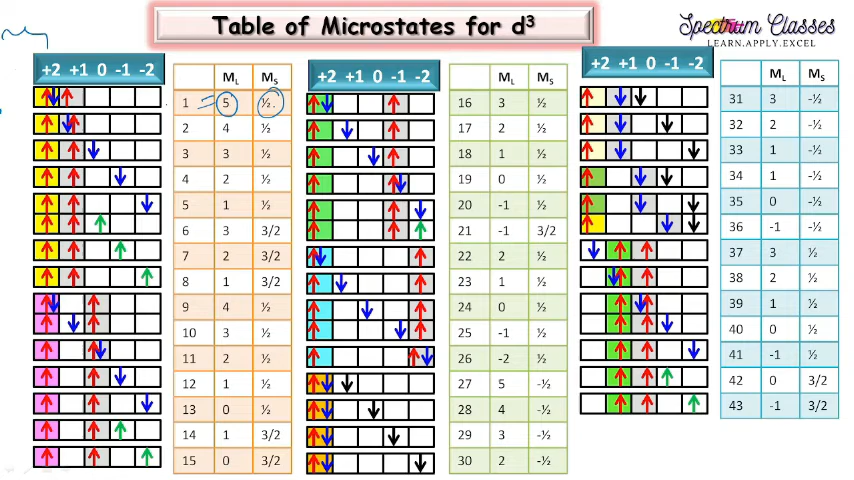 Table of Microstates for d³
Spectrum Classes
LEARN.APPLY.EXCEL
+2 +1 0 -1 -2
M_L M_S
1 5 ½
2 4 ½
3 3 ½
4 2 ½
5 1 ½
6 3 3/2
7 2 3/2
8 1 3/2
9 4 ½
10 3 ½
11 2 ½
12 1 ½
13 0 ½
14 1 3/2
15 0 3/2
+2 +1 0 -1 -2
M_L M_S
16 3 ½
17 2 ½
18 1 ½
19 0 ½
20 -1 ½
21 -1 3/2
22 2 ½
23 1 ½
24 0 ½
25 -1 ½
26 -2 ½
27 5 -½
28 4 -½
29 3 -½
30 2 -½
+2 +1 0 -1 -2
M_L M_S
31 3 -½
32 2 -½
33 1 -½
34 1 -½
35 0 -½
36 -1 -½
37 3 ½
38 2 ½
39 1 ½
40 0 ½
41 -1 ½
42 0 3/2
43 -1 3/2